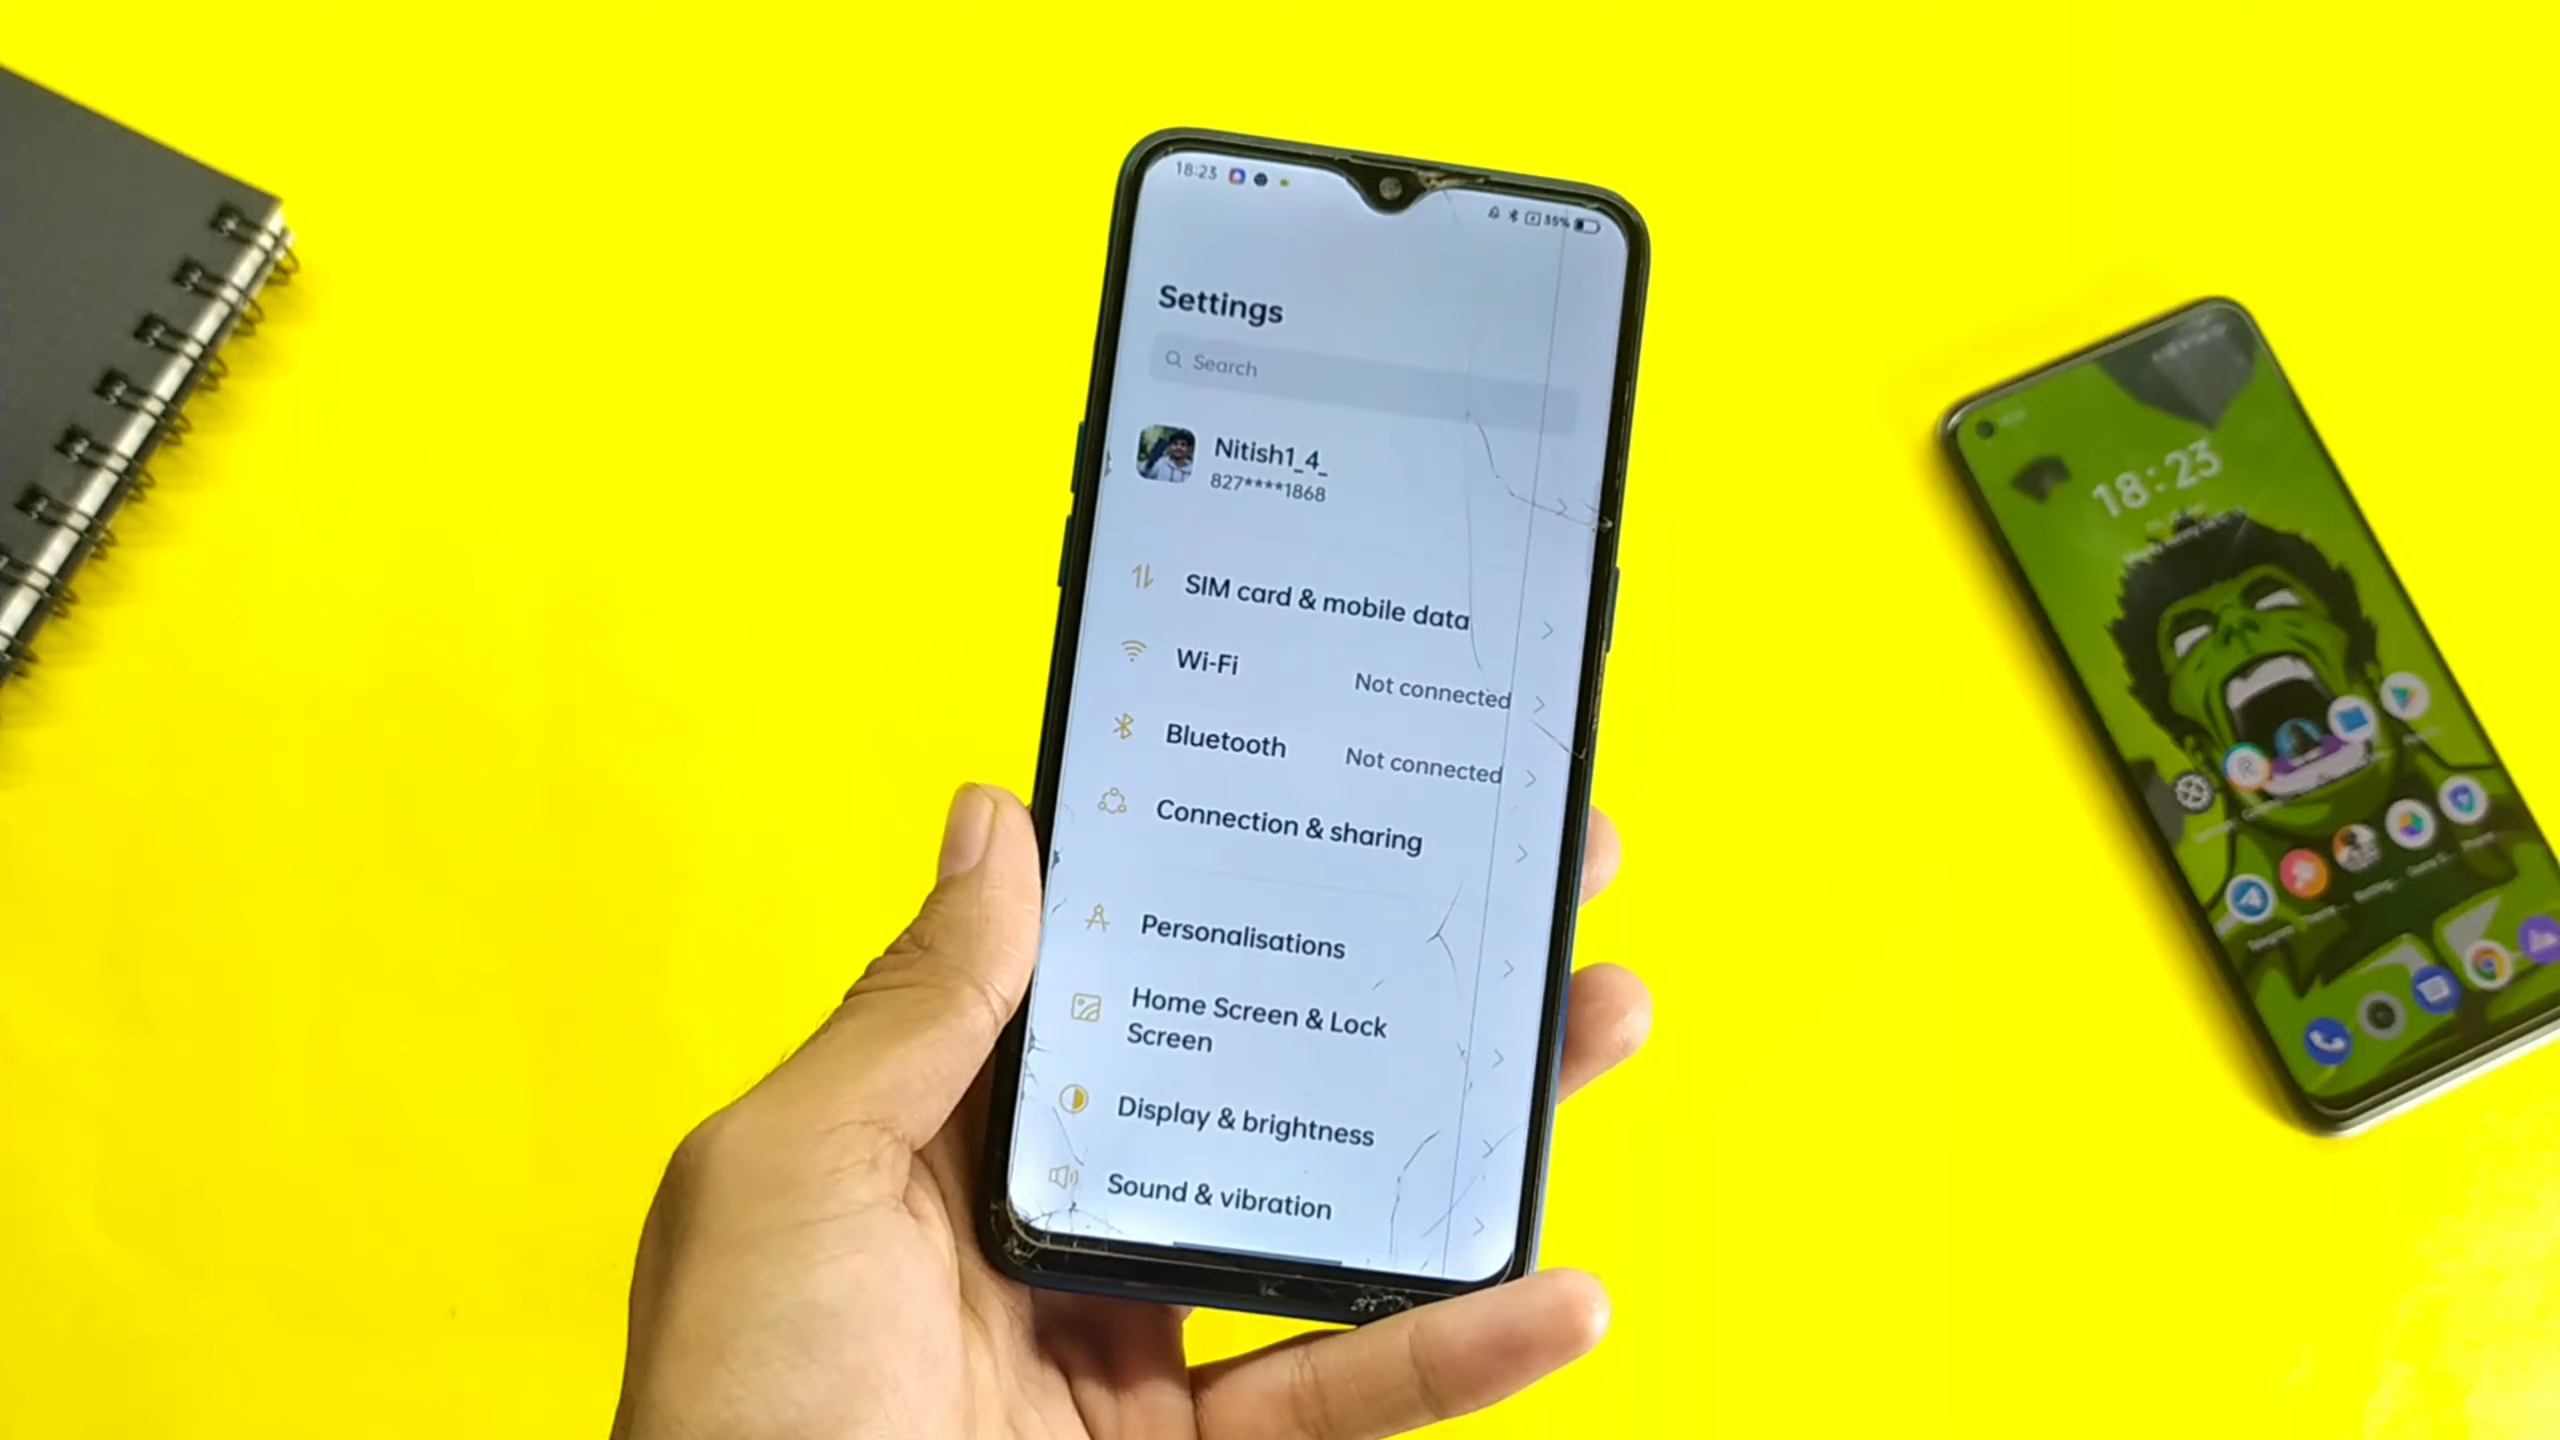 18:23
35%
Settings
Search
Nitish1_4_
827****1868
SIM card & mobile data
Wi-Fi Not connected
Bluetooth Not connected
Connection & sharing
Personalisations
Home Screen & Lock
Screen
Display & brightness
Sound & vibration
18:23